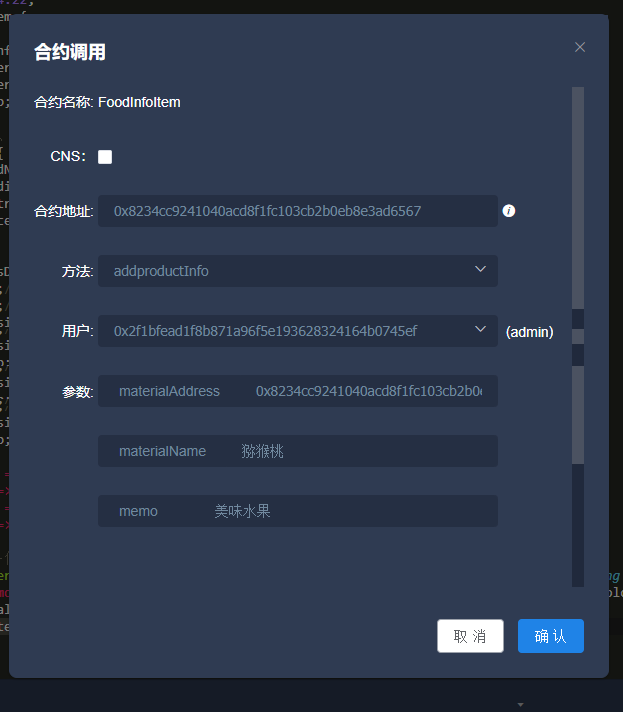 合约调用
合约名称: FoodInfoItem
CNS:
合约地址: 0x8234cc9241040acd8f1fc103cb2b0eb8e3ad6567
方法: addproductInfo
用户: 0x2f1bfead1f8b871a96f5e193628324164b0745ef (admin)
参数: materialAddress 0x8234cc9241040acd8f1fc103cb2b0
materialName 猕猴桃
memo 美味水果
取消 确认